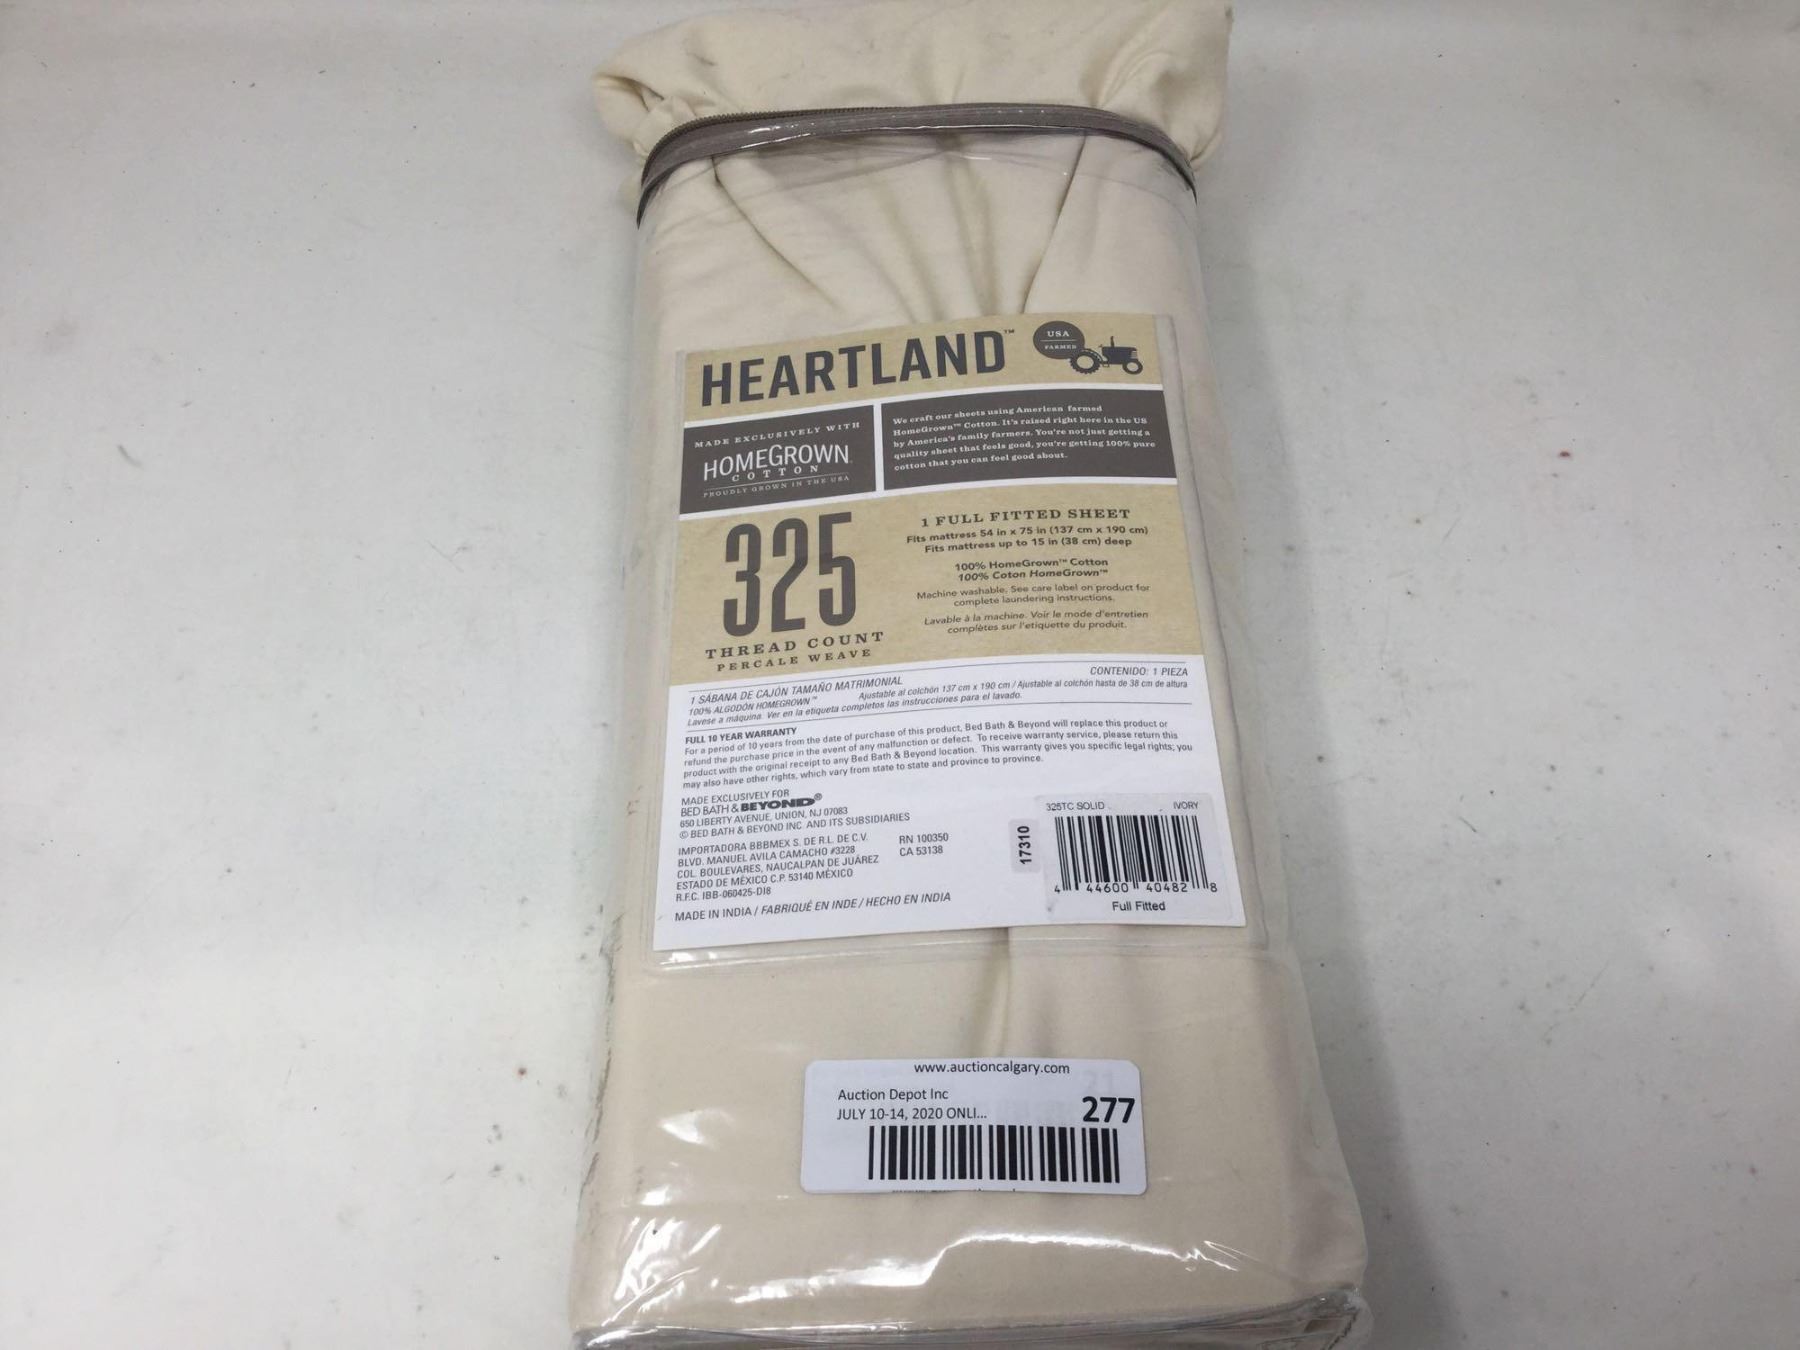 HEARTLAND™
USA
FARMED
MADE EXCLUSIVELY WITH
HOMEGROWN
COTTON
PROUDLY GROWN IN THE USA
We craft our sheets using American farmed
HomeGrown™ Cotton. It's raised right here in the US
by America's family farmers. You're not just getting a
quality sheet that feels good, you're getting 100% pure
cotton that you can feel good about.
325
THREAD COUNT
PERCALE WEAVE
1 FULL FITTED SHEET
Fits mattress 54 in x 75 in (137 cm x 190 cm)
Fits mattress up to 15 in (38 cm) deep
100% HomeGrown™ Cotton
100% Coton HomeGrown™
Machine washable. See care label on product for
complete laundering instructions.
Lavable à la machine. Voir le mode d'entretien
complètes sur l'etiquette du produit.
1 SÁBANA DE CAJÓN TAMAÑO MATRIMONIAL
CONTENIDO: 1 PIEZA
100% ALGODÓN HOMEGROWN™
Ajustable al colchón 137 cm x 190 cm / Ajustable al colchón hasta de 38 cm de altura
Lavese a máquina. Ver en la etiqueta completos las instrucciones para el lavado.
FULL 10 YEAR WARRANTY
For a period of 10 years from the date of purchase of this product, Bed Bath & Beyond will replace this product or
refund the purchase price in the event of any malfunction or defect. To receive warranty service, please return this
product with the original receipt to any Bed Bath & Beyond location. This warranty gives you specific legal rights; you
may also have other rights, which vary from state to state and province to province.
MADE EXCLUSIVELY FOR
BED BATH & BEYOND®
650 LIBERTY AVENUE, UNION, NJ 07083
© BED BATH & BEYOND INC. AND ITS SUBSIDIARIES
IMPORTADORA BBBMEX S. DE R.L. DE C.V.
BLVD. MANUEL AVILA CAMACHO #3228
COL. BOULEVARES, NAUCALPAN DE JUÁREZ
ESTADO DE MÉXICO C.P. 53140 MÉXICO
R.F.C. IBB-060425-DI8
RN 100350
CA 53138
MADE IN INDIA / FABRIQUÉ EN INDE / HECHO EN INDIA
17310
325TC SOLID
IVORY
4 44600 40482 8
Full Fitted
www.auctioncalgary.com
Auction Depot Inc
JULY 10-14, 2020 ONLI...
277